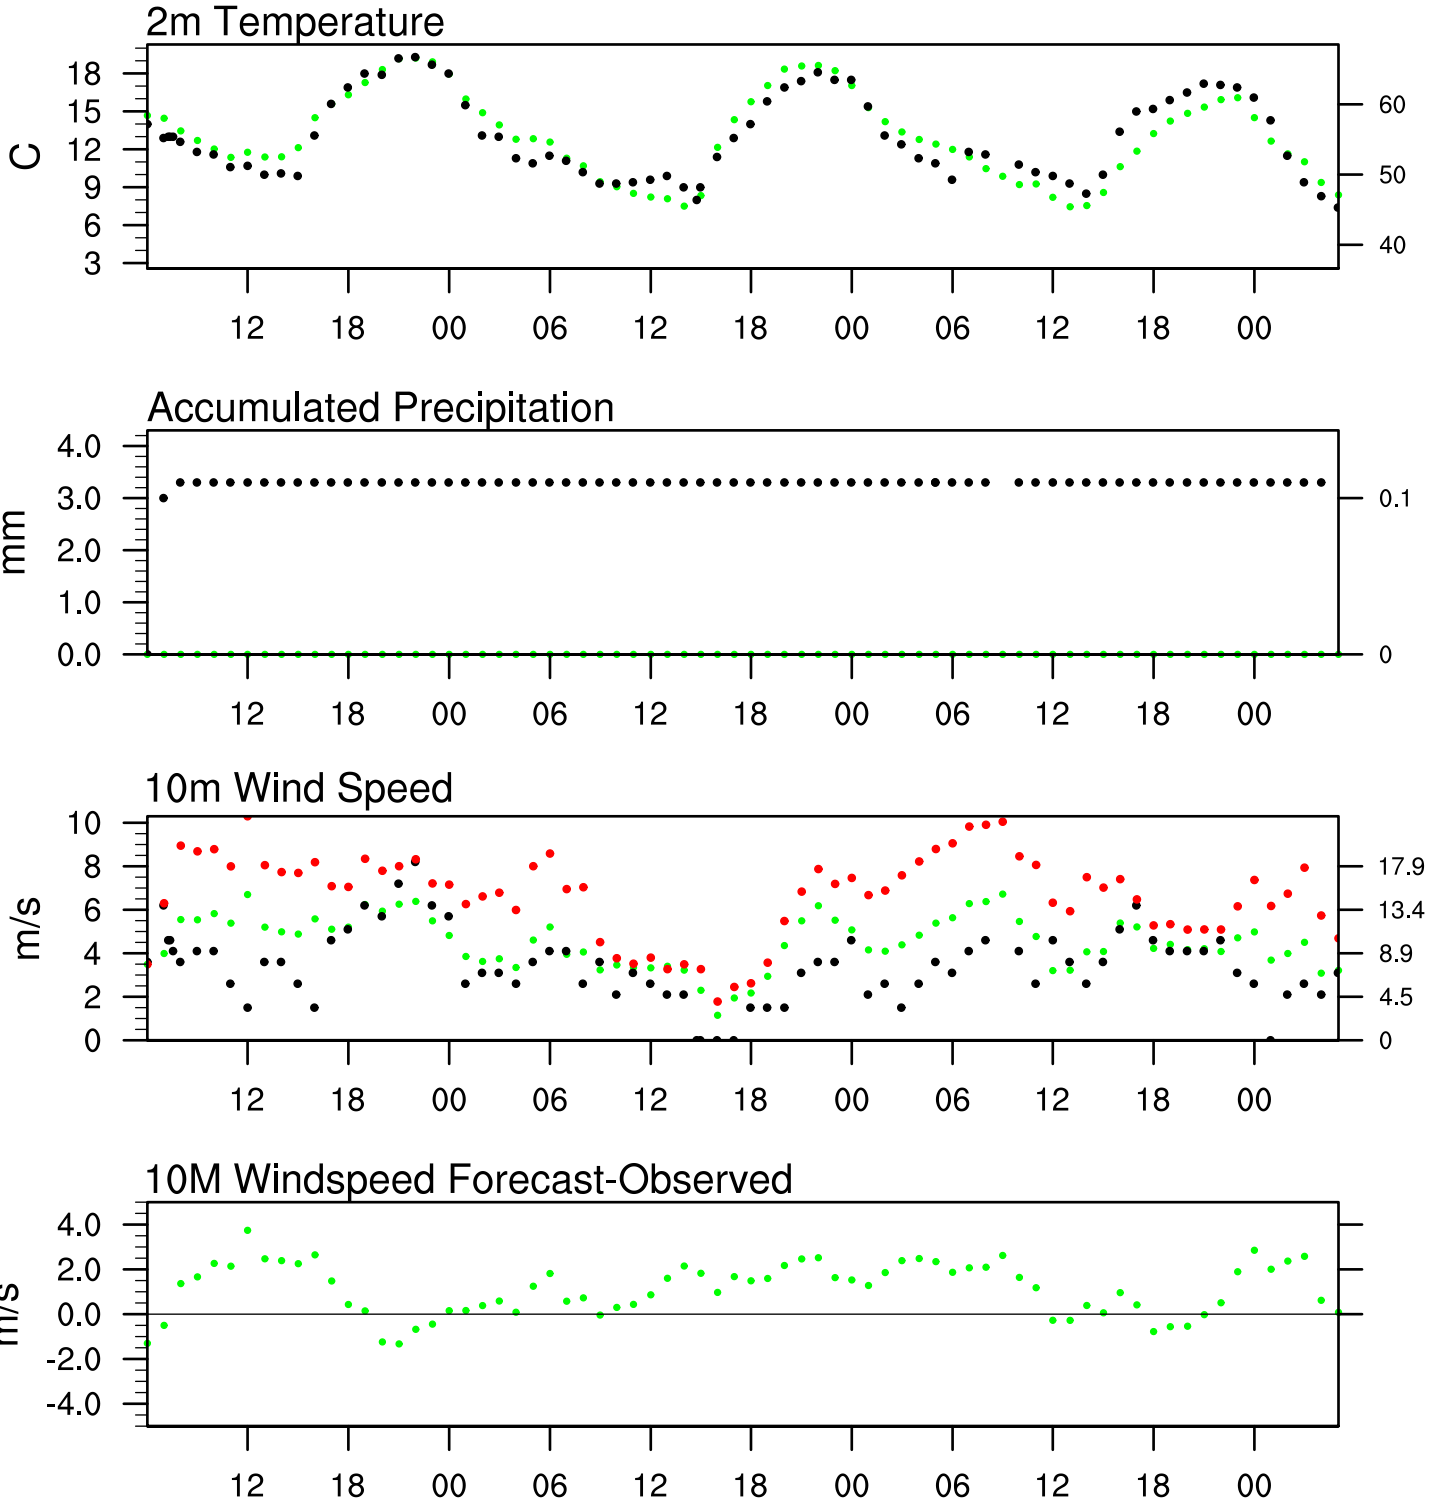 2m Temperature
18
15
12
9
6
3
C
60
50
40
12 18 00 06 12 18 00 06 12 18 00
Accumulated Precipitation
4.0
3.0
2.0
1.0
0.0
mm
0.1
0
12 18 00 06 12 18 00 06 12 18 00
10m Wind Speed
10
8
6
4
2
0
m/s
17.9
13.4
8.9
4.5
0
12 18 00 06 12 18 00 06 12 18 00
10M Windspeed Forecast-Observed
4.0
2.0
0.0
-2.0
-4.0
m/s
12 18 00 06 12 18 00 06 12 18 00